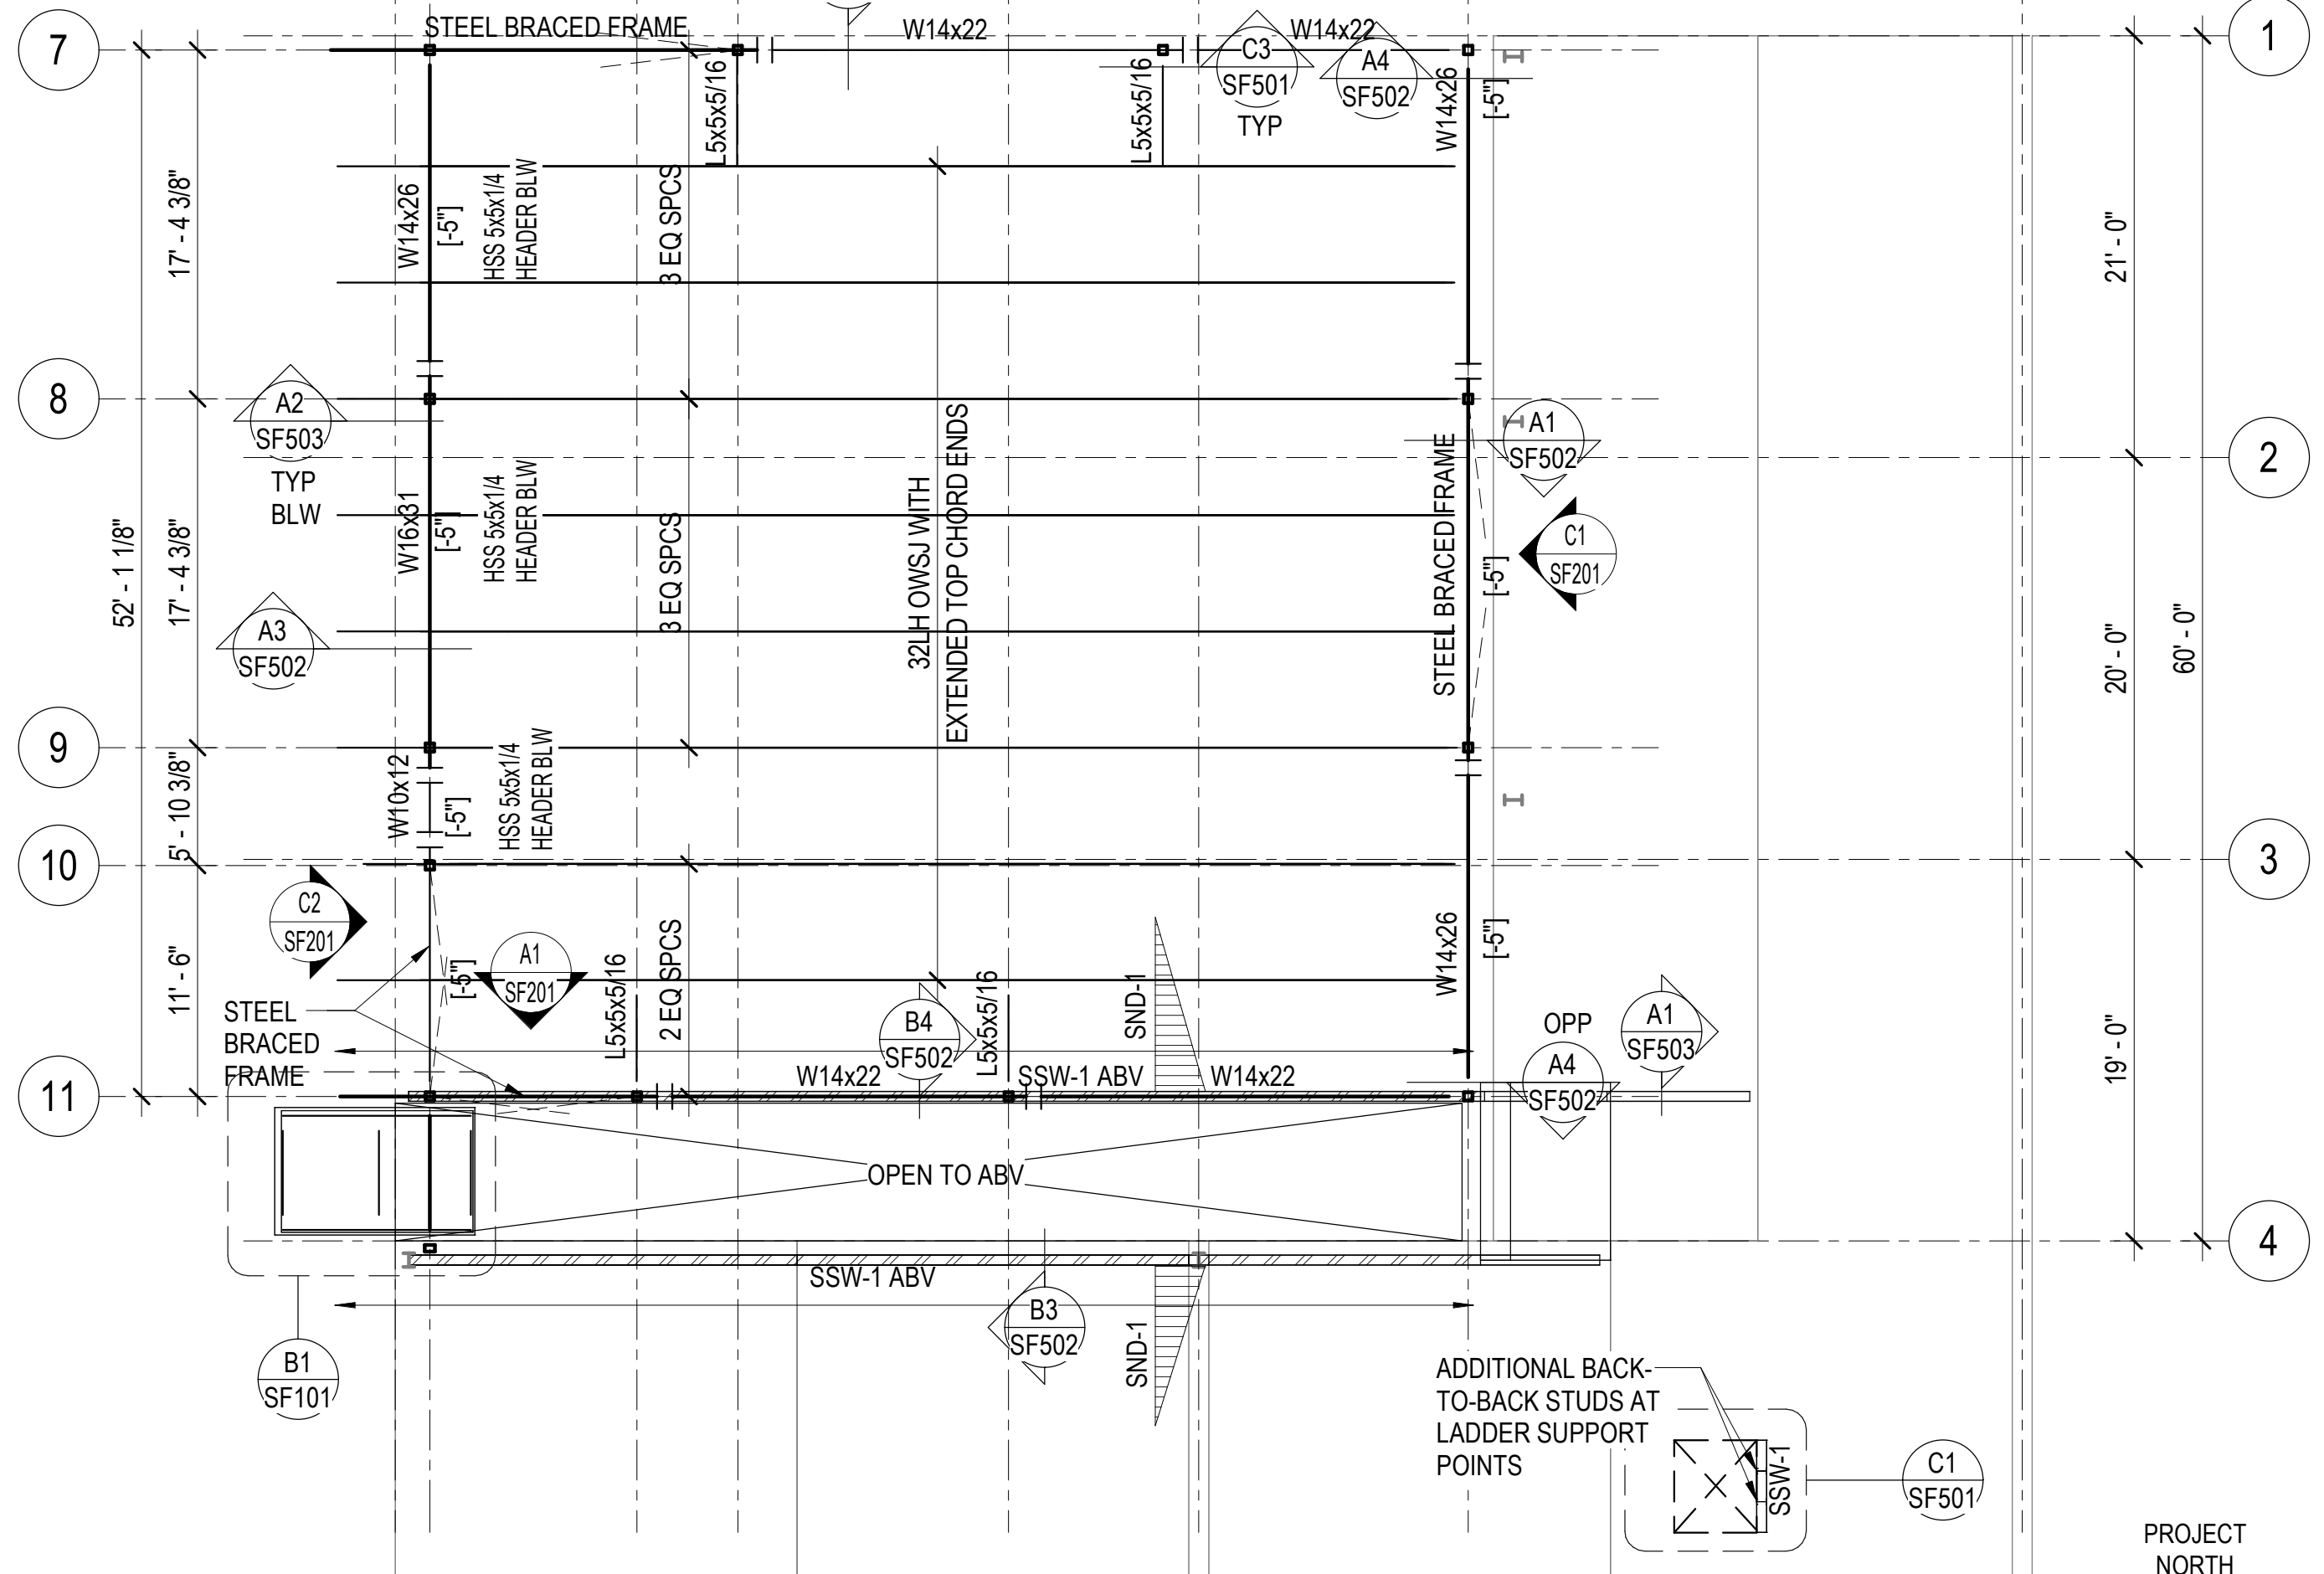 7
STEEL BRACED FRAME
W14x22
W14x22
1
C3
SF501
TYP
A4
SF502
L5x5x5/16
L5x5x5/16
W14x26
[-5"]
17' - 4 3/8"
W14x26
[-5"]
HSS 5x5x1/4
HEADER BLW
3 EQ SPCS
21' - 0"
8
A2
SF503
TYP
BLW
A1
SF502
2
52' - 1 1/8"
17' - 4 3/8"
W16x31
[-5"]
HSS 5x5x1/4
HEADER BLW
3 EQ SPCS
32LH OWSJ WITH
EXTENDED TOP CHORD ENDS
STEEL BRACED FRAME
[-5"]
C1
SF201
A3
SF502
20' - 0"
60' - 0"
9
5' - 10 3/8"
W10x12
[-5"]
HSS 5x5x1/4
HEADER BLW
10
3
C2
SF201
11' - 6"
[-5"]
A1
SF201
L5x5x5/16
2 EQ SPCS
B4
SF502
L5x5x5/16
SND-1
W14x26
[-5"]
OPP
A4
SF502
A1
SF503
19' - 0"
STEEL
BRACED
FRAME
11
W14x22
SSW-1 ABV
W14x22
OPEN TO ABV
4
SSW-1 ABV
B3
SF502
SND-1
B1
SF101
ADDITIONAL BACK-
TO-BACK STUDS AT
LADDER SUPPORT
POINTS
SSW-1
C1
SF501
PROJECT
NORTH